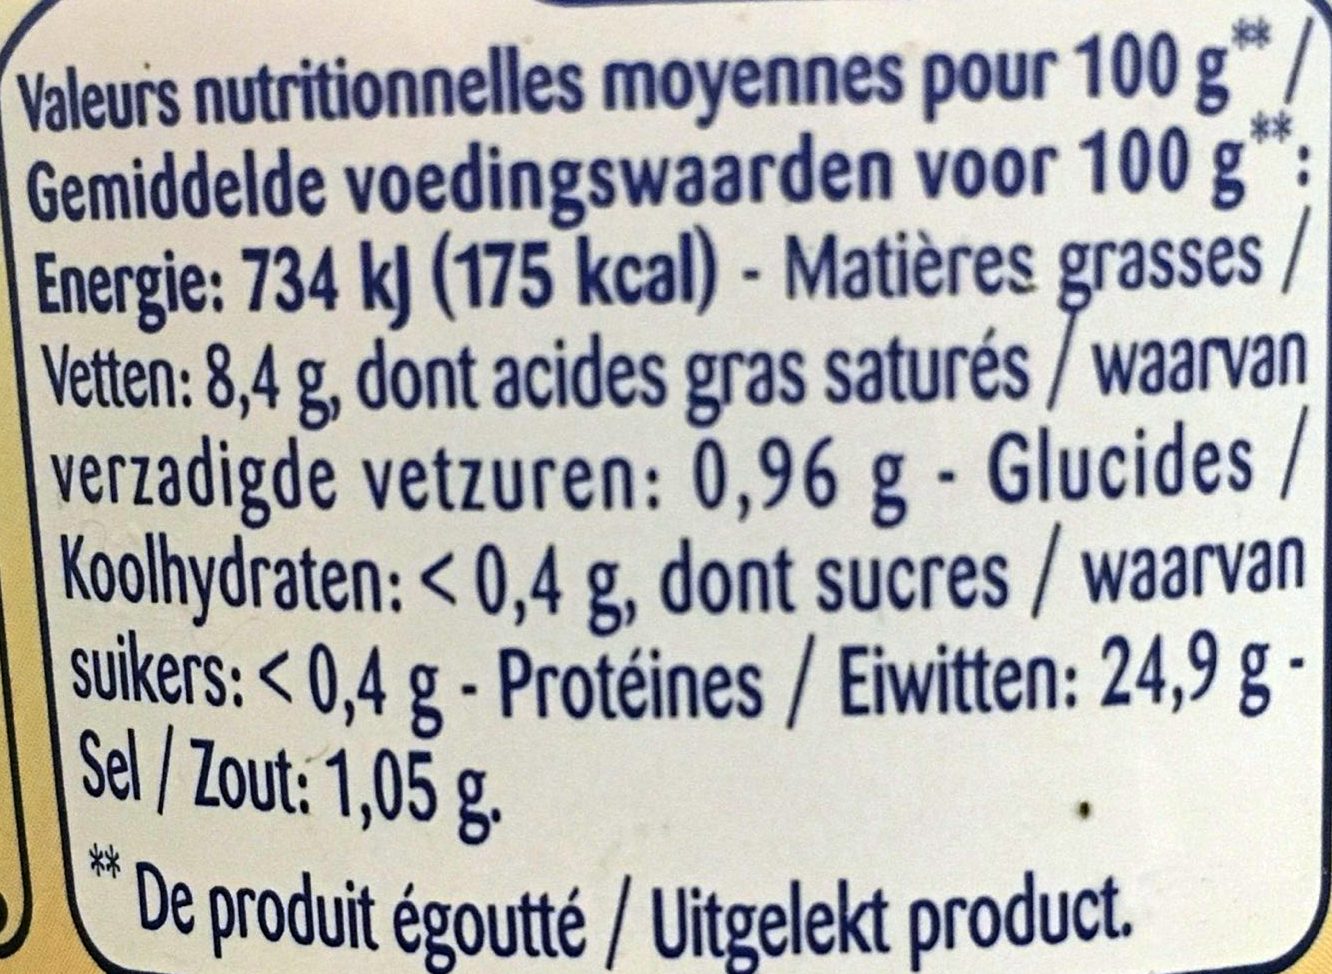 Valeurs nutritionnelles moyennes pour 100 g** /
Gemiddelde voedingswaarden voor 100 g**:
Energie: 734 kJ (175 kcal) - Matières grasses /
Vetten: 8,4 g, dont acides gras saturés / waarvan
verzadigde vetzuren: 0,96 g - Glucides /
Koolhydraten: < 0,4 g, dont sucres / waarvan
suikers: < 0,4 g - Protéines / Eiwitten: 24,9 g -
Sel / Zout: 1,05 g.
** De produit égoutté / Uitgelekt product.